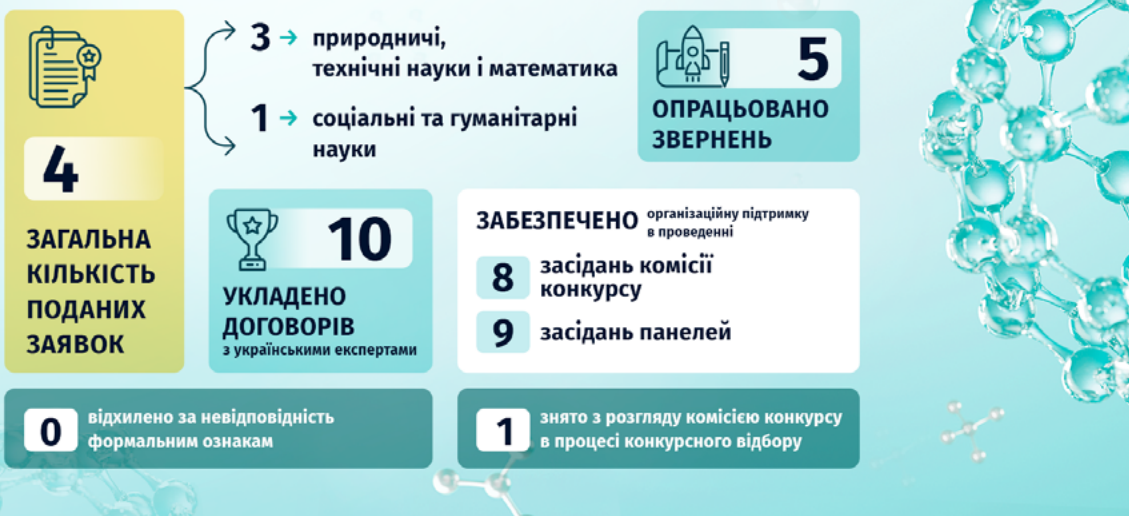 4
ЗАГАЛЬНА
КІЛЬКІСТЬ
ПОДАНИХ
ЗАЯВОК
3 → природничі,
технічні науки і математика
1 → соціальні та гуманітарні
науки
5
ОПРАЦЬОВАНО
ЗВЕРНЕНЬ
10
УКЛАДЕНО
ДОГОВОРІВ
з українськими експертами
ЗАБЕЗПЕЧЕНО організаційну підтримку
в проведенні
8 засідань комісії
конкурсу
9 засідань панелей
0 відхилено за невідповідність
формальним ознакам
1 знято з розгляду комісією конкурсу
в процесі конкурсного відбору